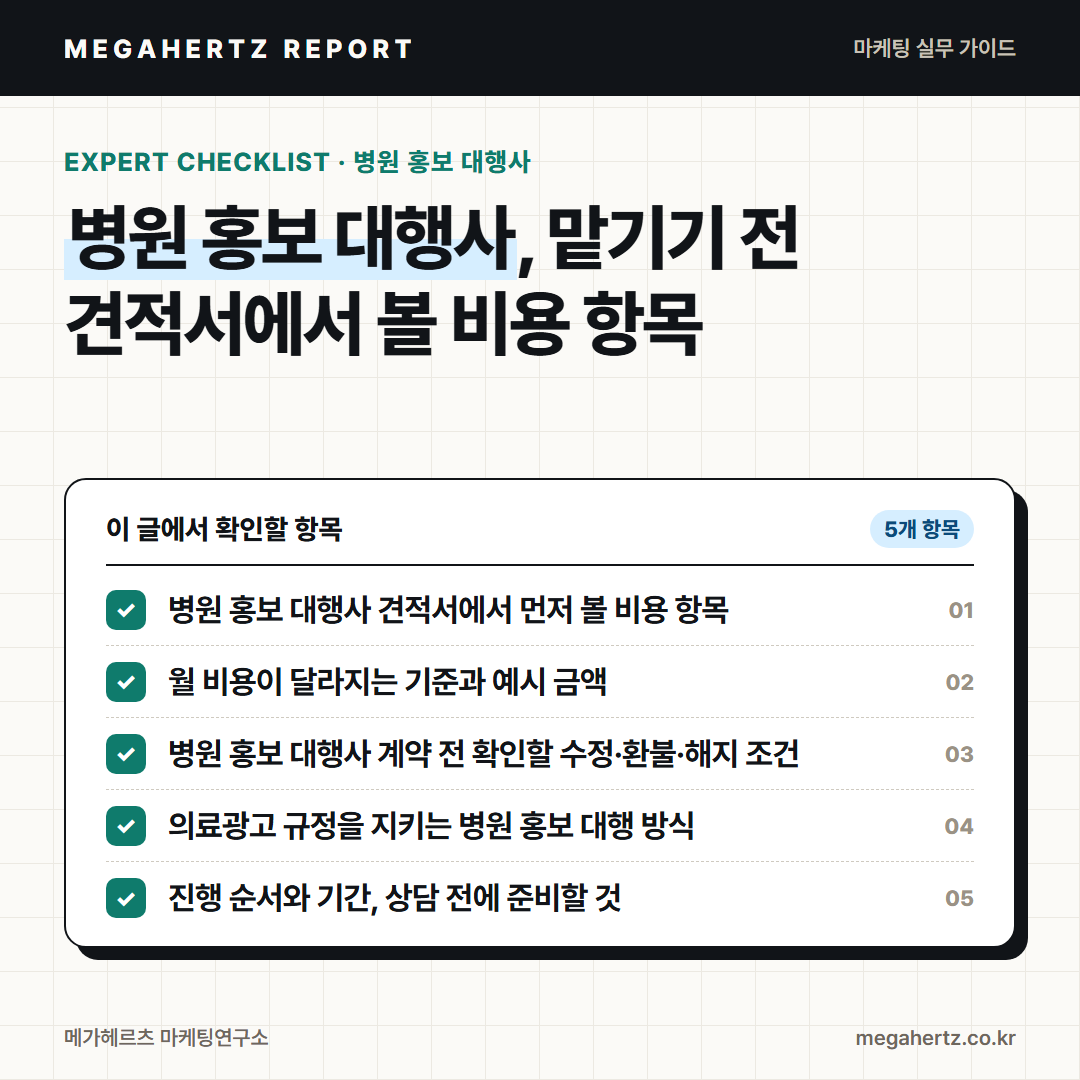 MEGAHERTZ REPORT
마케팅 실무 가이드
EXPERT CHECKLIST · 병원 홍보 대행사
병원 홍보 대행사, 맡기기 전
견적서에서 볼 비용 항목
이 글에서 확인할 항목
5개 항목
병원 홍보 대행사 견적서에서 먼저 볼 비용 항목 01
월 비용이 달라지는 기준과 예시 금액 02
병원 홍보 대행사 계약 전 확인할 수정·환불·해지 조건 03
의료광고 규정을 지키는 병원 홍보 대행 방식 04
진행 순서와 기간, 상담 전에 준비할 것 05
메가헤르츠 마케팅연구소
megahertz.co.kr